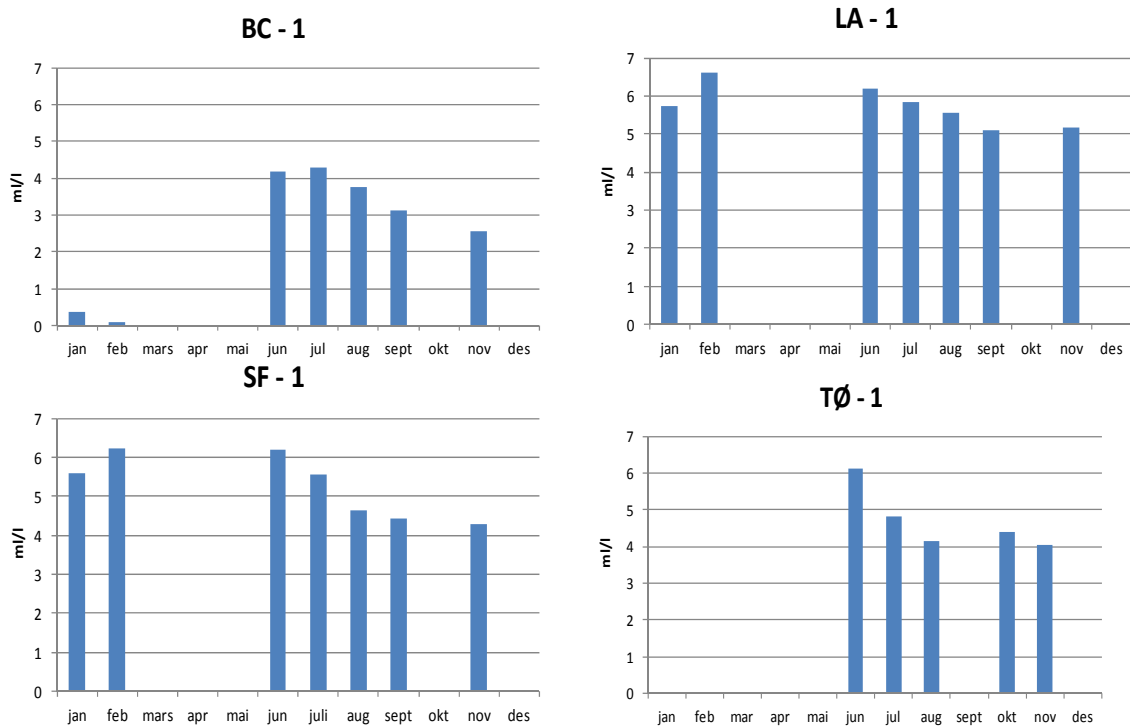 BC - 1
7
6
5
4
3
2
1
0
ml/l
jan feb mars apr mai jun jul aug sept okt nov des
LA - 1
7
6
5
4
3
2
1
0
ml/l
jan feb mars apr mai jun jul aug sept okt nov des
SF - 1
7
6
5
4
3
2
1
0
ml/l
jan feb mars apr mai jun juli aug sept okt nov des
TØ - 1
7
6
5
4
3
2
1
0
ml/l
jan feb mars apr mai jun jul aug sept okt nov des